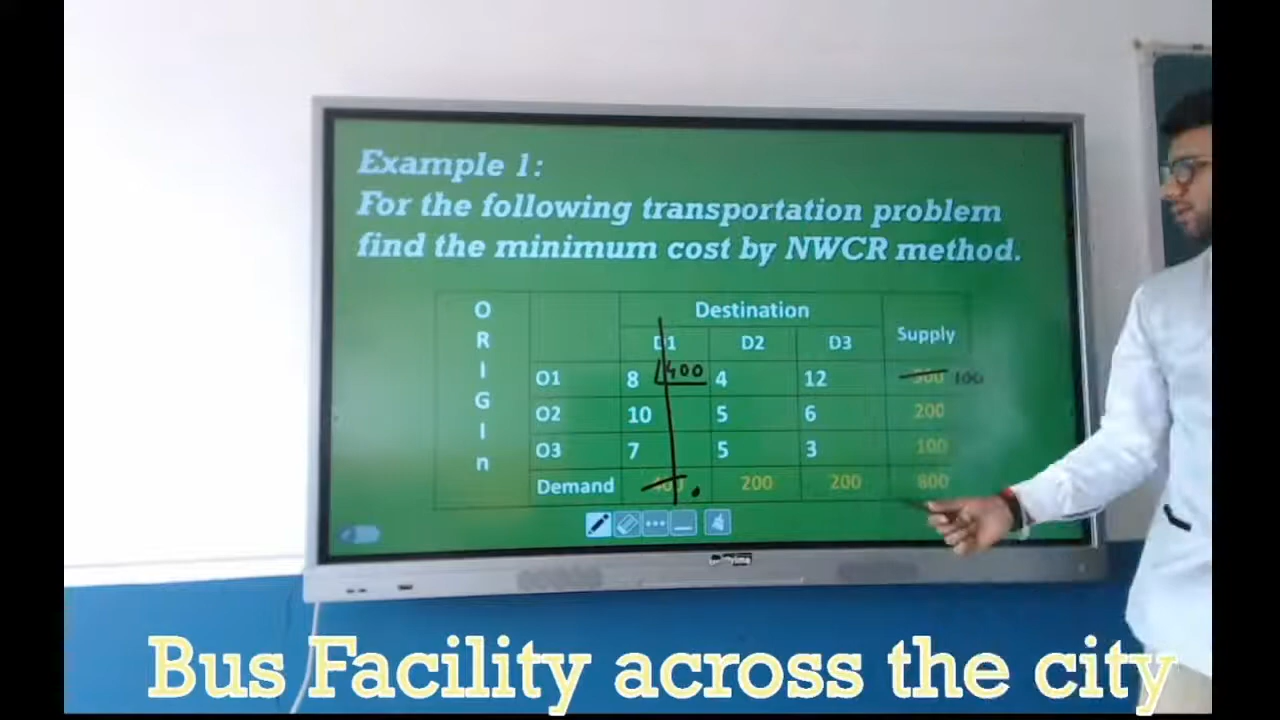 Example 1:
For the following transportation problem
find the minimum cost by NWCR method.
O
R
I
G
I
n
Destination
Supply
D1 D2 D3
O1 8 400 4 12 500 100
O2 10 5 6 200
O3 7 5 3 100
Demand 400 200 200 800
Bus Facility across the city